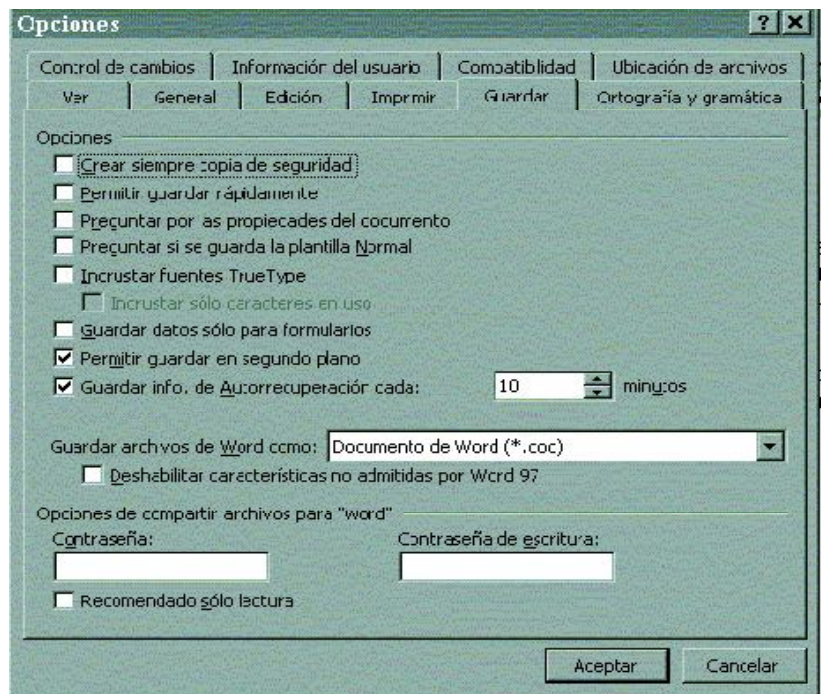 Opciones
Control de cambios Información del usuario Compatiblidad Ubicación de archivos
Ver General Edición Imprimir Guardar Ortografía y gramática
Opciones
Crear siempre copia de seguridad
Permitir guardar rápidamente
Preguntar por las propiedades del documento
Preguntar si se guarda la plantilla Normal
Incrustar fuentes TrueType
Incrustar sólo caracteres en uso
Guardar datos sólo para formularios
Permitir guardar en segundo plano
Guardar info. de Autorrecuperación cada: 10 minutos
Guardar archivos de Word como: Documento de Word (*.doc)
Deshabilitar características no admitidas por Word 97
Opciones de compartir archivos para "word"
Contraseña: Contraseña de escritura:
Recomendado sólo lectura
Aceptar Cancelar